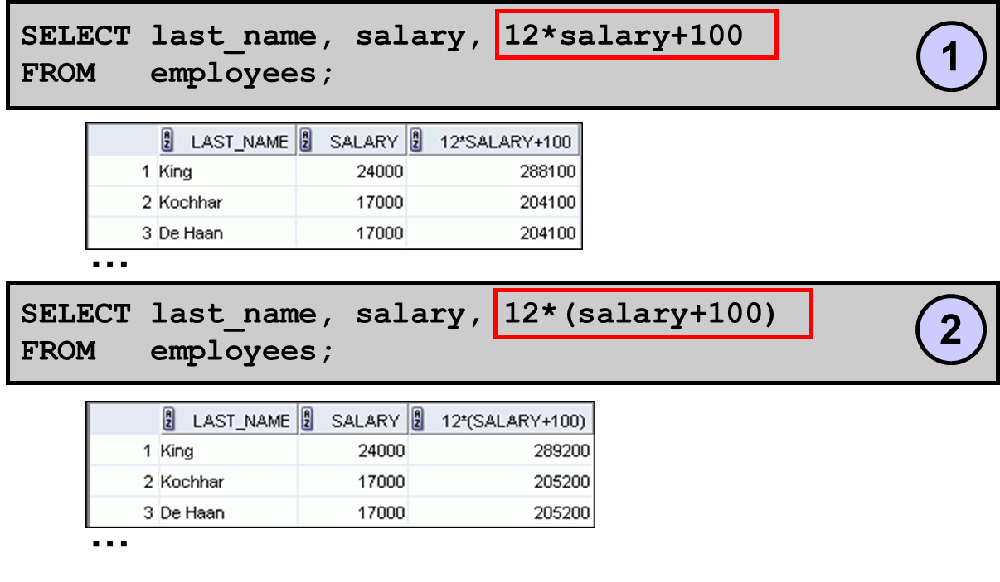 SELECT last_name, salary, 12*salary+100
FROM   employees;
1
LAST_NAME SALARY 12*SALARY+100
1 King 24000 288100
2 Kochhar 17000 204100
3 De Haan 17000 204100
...
SELECT last_name, salary, 12*(salary+100)
FROM   employees;
2
LAST_NAME SALARY 12*(SALARY+100)
1 King 24000 289200
2 Kochhar 17000 205200
3 De Haan 17000 205200
...